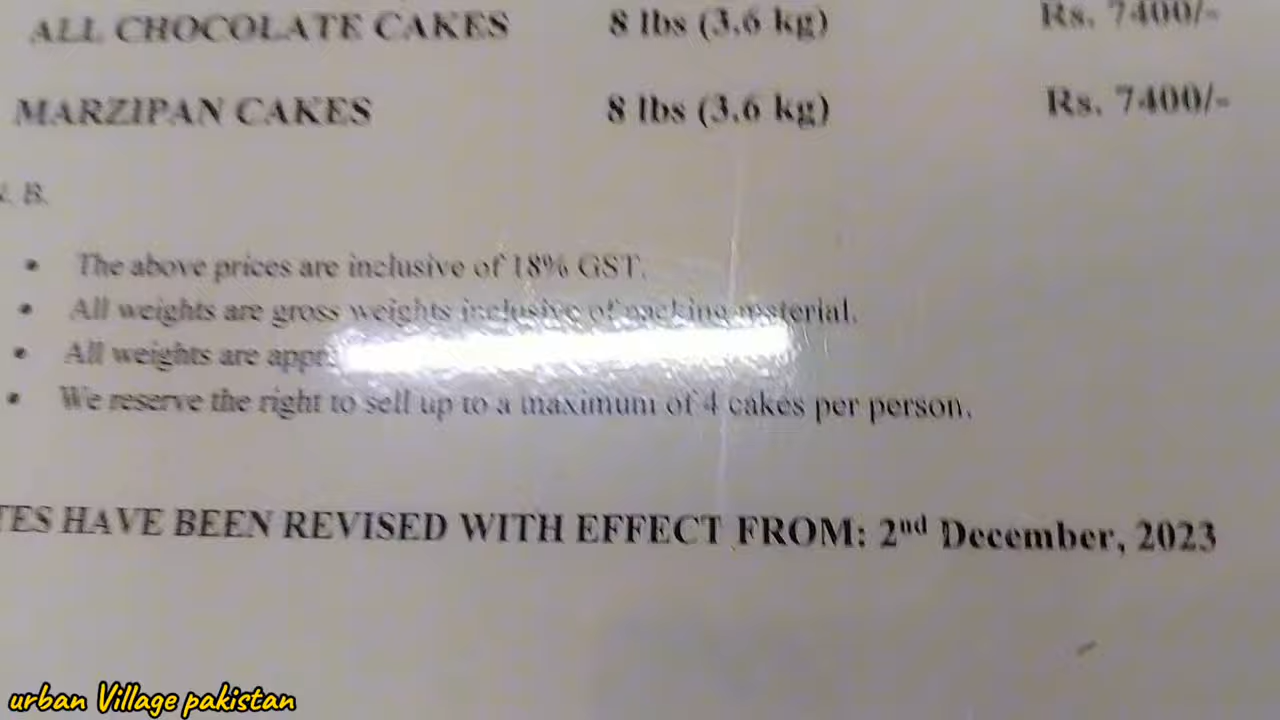 ALL CHOCOLATE CAKES 8 lbs (3.6 kg) Rs. 7400/-
MARZIPAN CAKES 8 lbs (3.6 kg) Rs. 7400/-
B.
• The above prices are inclusive of 18% GST.
• All weights are gross weights inclusive of packing material.
• All weights are
• We reserve the right to sell up to a maximum of 4 cakes per person.
HAVE BEEN REVISED WITH EFFECT FROM: 2nd December, 2023
urban Village pakistan